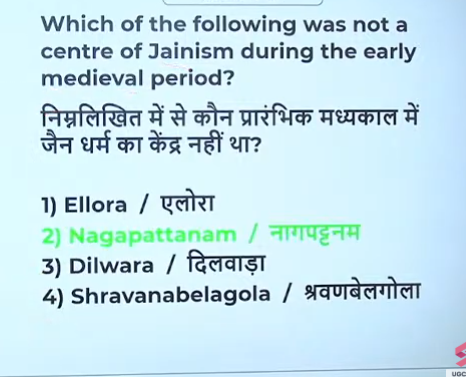 Which of the following was not a
centre of Jainism during the early
medieval period?
निम्नलिखित में से कौन प्रारंभिक मध्यकाल में
जैन धर्म का केंद्र नहीं था?
1) Ellora / एलोरा
2) Nagapattanam / नागपट्टनम
3) Dilwara / दिलवाड़ा
4) Shravanabelagola / श्रवणबेलगोला
UGC